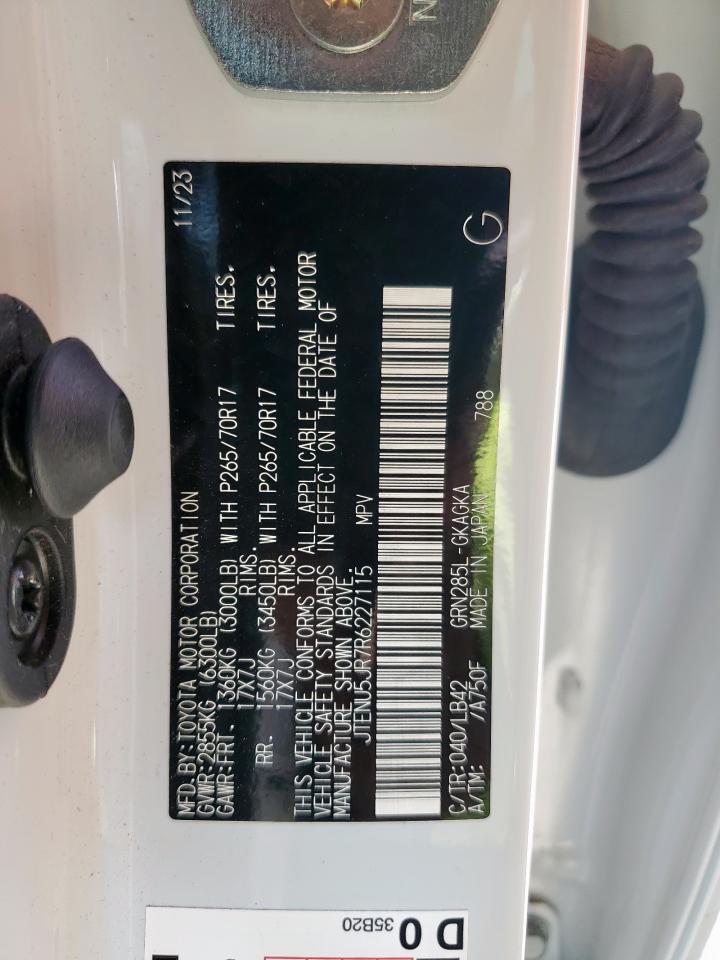 MFD.BY:TOYOTA MOTOR CORPORATION 11/23
GVWR:2855KG (6300LB)
GAWR:FRT. 1360KG (3000LB) WITH P265/70R17 TIRES,
17X7J RIMS.
RR. 1560KG (3450LB) WITH P265/70R17 TIRES,
17X7J RIMS.
THIS VEHICLE CONFORMS TO ALL APPLICABLE FEDERAL MOTOR
VEHICLE SAFETY STANDARDS IN EFFECT ON THE DATE OF
MANUFACTURE SHOWN ABOVE.
JTENU5JR7R6227115 MPV
C/TR:040/LB42 GRN285L-GKAGKA
A/TM: /A750F MADE IN JAPAN 788
G
N
D 0
35B20